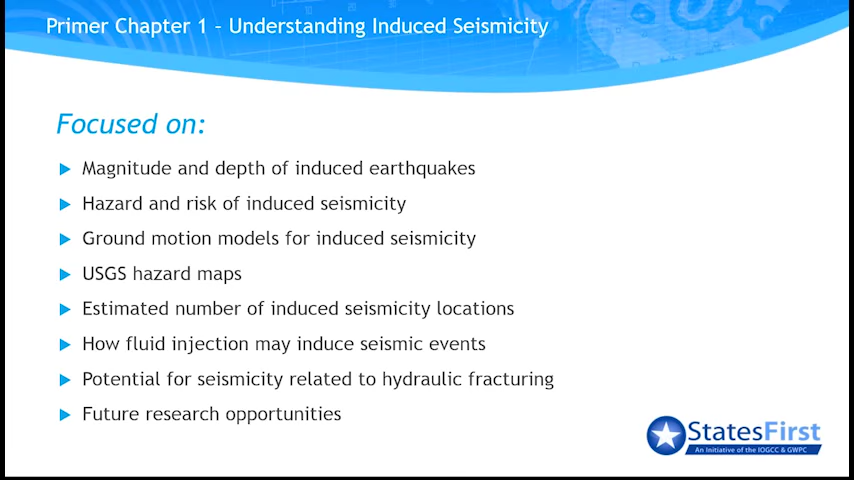 Primer Chapter 1 – Understanding Induced Seismicity
Focused on:
Magnitude and depth of induced earthquakes
Hazard and risk of induced seismicity
Ground motion models for induced seismicity
USGS hazard maps
Estimated number of induced seismicity locations
How fluid injection may induce seismic events
Potential for seismicity related to hydraulic fracturing
Future research opportunities
StatesFirst
An Initiative of the IOGCC & GWPC